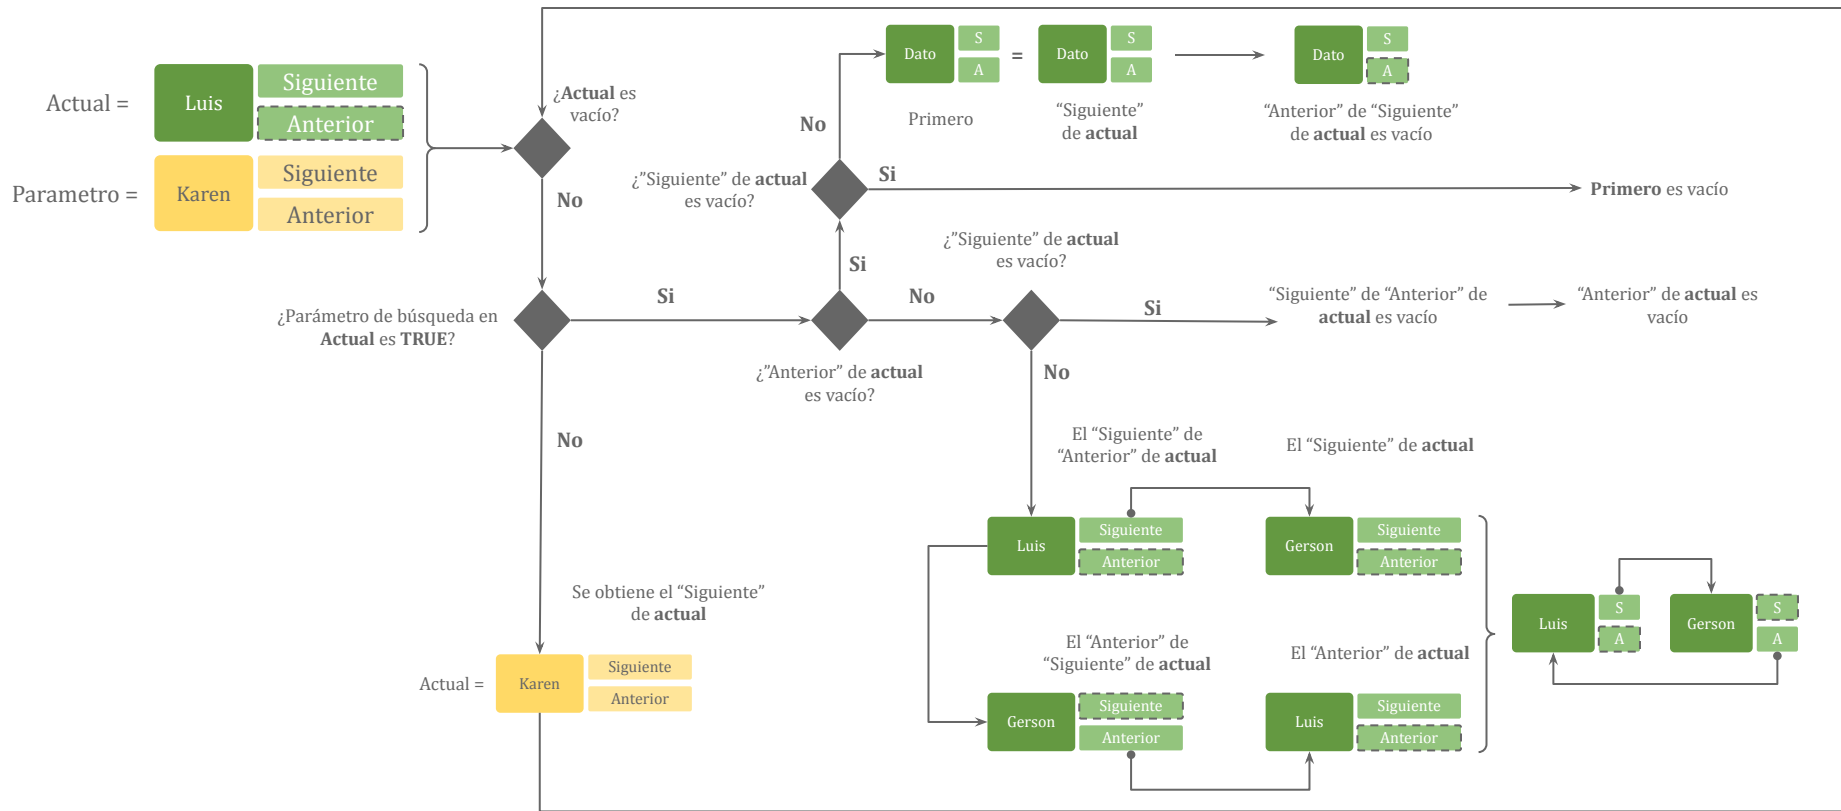 Actual =
Luis
Siguiente
Anterior
Parametro =
Karen
Siguiente
Anterior
¿Actual es
vacío?
No
¿Parámetro de búsqueda en
Actual es TRUE?
Si
No
¿"Siguiente" de actual
es vacío?
No
Si
Si
¿"Anterior" de actual
es vacío?
No
Dato
S
A
=
Dato
S
A
Dato
S
A
Primero
“Siguiente”
de actual
“Anterior” de “Siguiente”
de actual es vacío
Primero es vacío
¿"Siguiente" de actual
es vacío?
Si
“Siguiente” de “Anterior” de
actual es vacío
“Anterior” de actual es
vacío
No
El “Siguiente” de
“Anterior” de actual
El “Siguiente” de actual
Luis
Siguiente
Anterior
Gerson
Siguiente
Anterior
El “Anterior” de
“Siguiente” de actual
El “Anterior” de actual
Gerson
Siguiente
Anterior
Luis
Siguiente
Anterior
Luis
S
A
Gerson
S
A
Se obtiene el “Siguiente”
de actual
Actual =
Karen
Siguiente
Anterior